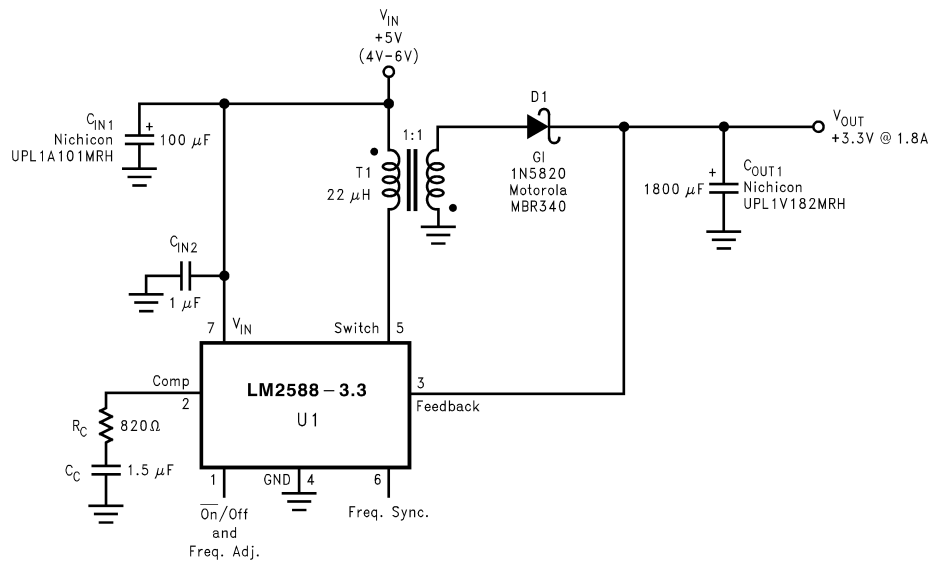 V_IN
+5V
(4V–6V)
C_IN1
Nichicon
UPL1A101MRH
+
100 μF
1:1
T1
22 μH
D1
GI
1N5820
Motorola
MBR340
V_OUT
+3.3V @ 1.8A
+
1800 μF
C_OUT1
Nichicon
UPL1V182MRH
C_IN2
1 μF
7
V_IN
Switch
5
Comp
2
LM2588 – 3.3
U1
3
Feedback
R_C
820Ω
C_C
1.5 μF
1
GND
4
6
O̅n̅/Off
and
Freq. Adj.
Freq. Sync.